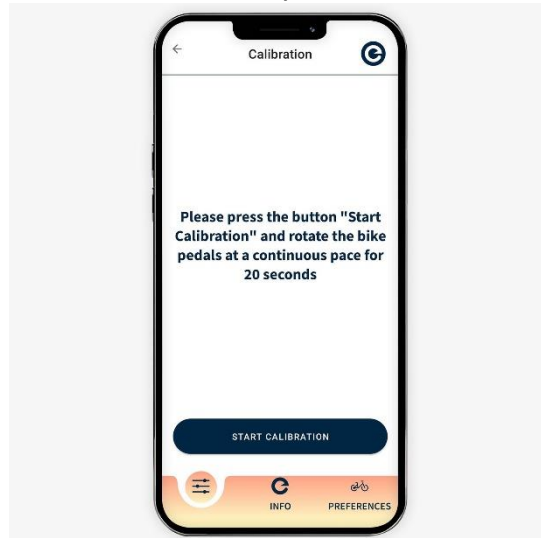 Calibration
Please press the button "Start
Calibration" and rotate the bike
pedals at a continuous pace for
20 seconds
START CALIBRATION
INFO
PREFERENCES